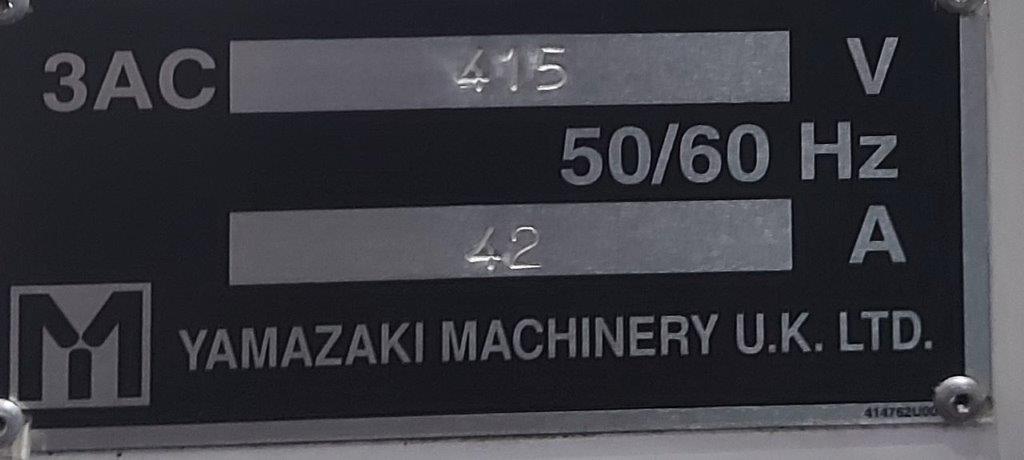 3AC 415 V
50/60 Hz
42 A
YAMAZAKI MACHINERY U.K. LTD.